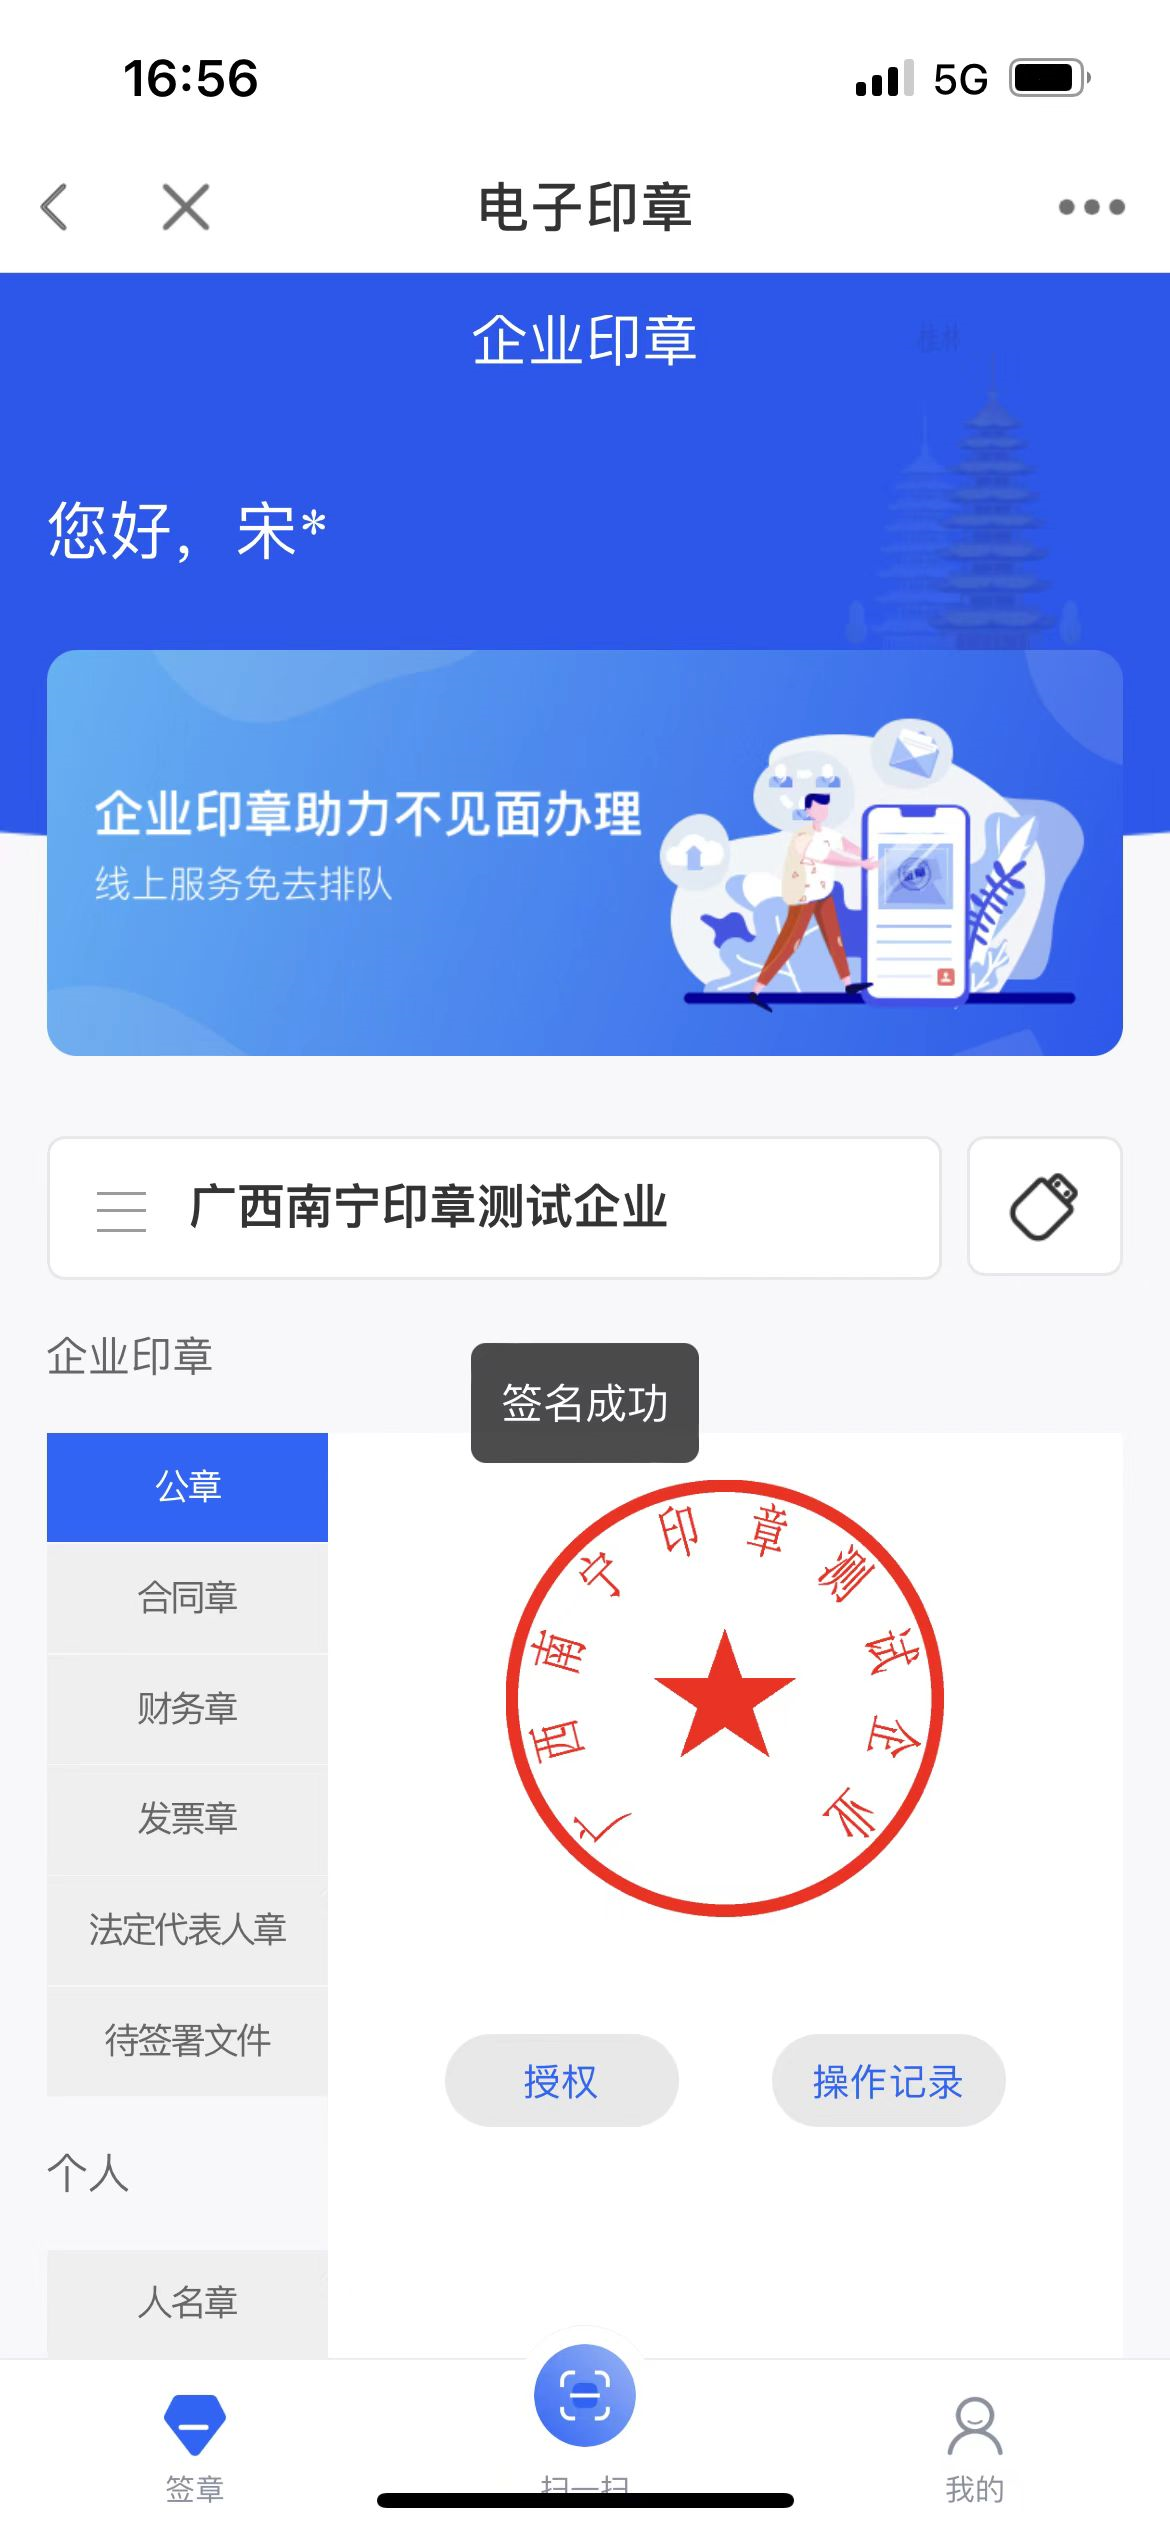 16:56
5G
电子印章
企业印章
桂林
您好，宋*
企业印章助力不见面办理
线上服务免去排队
广西南宁印章测试企业
企业印章
签名成功
公章
合同章
财务章
发票章
法定代表人章
待签署文件
广西南宁印章测试企业
授权
操作记录
个人
人名章
签章
扫一扫
我的